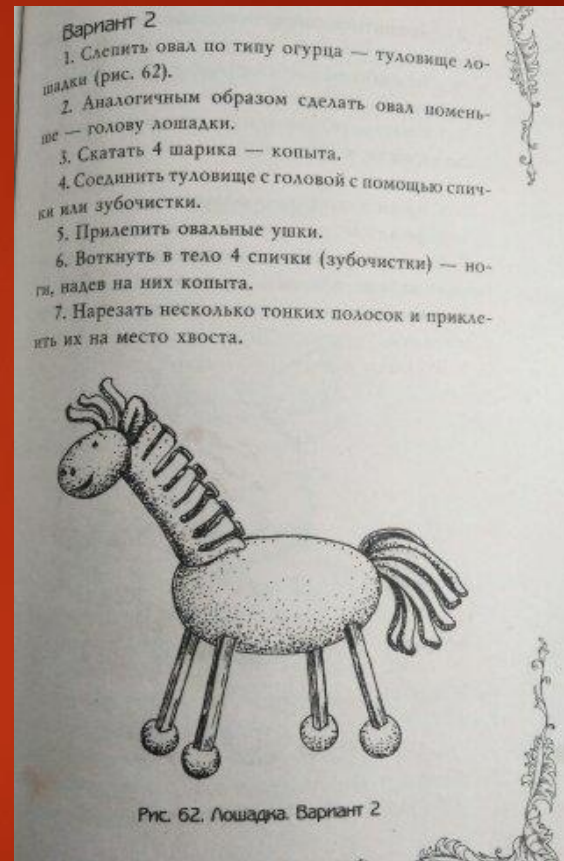 Вариант 2
1. Слепить овал по типу огурца — туловище ло-
шадки (рис. 62).
2. Аналогичным образом сделать овал помень-
ше — голову лошадки.
3. Скатать 4 шарика — копыта.
4. Соединить туловище с головой с помощью спич-
ки или зубочистки.
5. Прилепить овальные ушки.
6. Воткнуть в тело 4 спички (зубочистки) — но-
ги, надев на них копыта.
7. Нарезать несколько тонких полосок и прикле-
ить их на место хвоста.
Рис. 62. Лошадка. Вариант 2